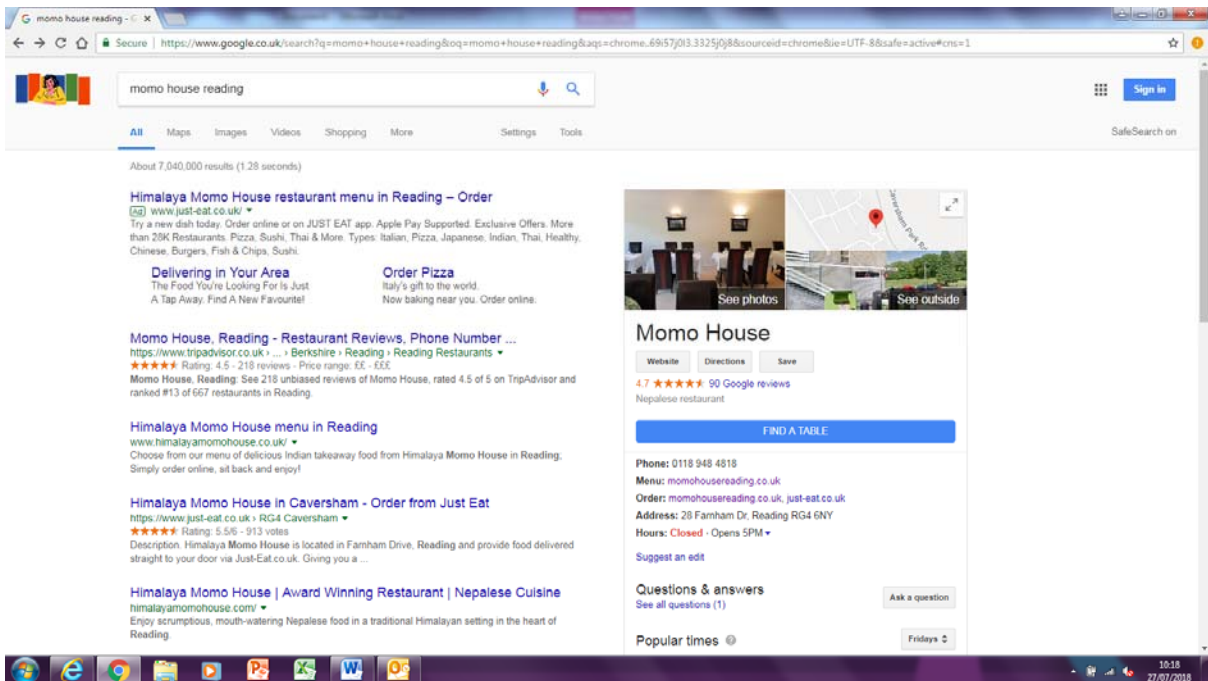 momo house reading - G
Secure | https://www.google.co.uk/search?q=momo+house+reading&oq=momo+house+reading&aqs=chrome..69i57j0l3.3325j0j8&sourceid=chrome&ie=UTF-8&safe=active#cns=1
momo house reading
Sign in
All Maps Images Videos Shopping More Settings Tools
SafeSearch on
About 7,040,000 results (1.28 seconds)
Himalaya Momo House restaurant menu in Reading – Order
Ad www.just-eat.co.uk/
Try a new dish today. Order online or on JUST EAT app. Apple Pay Supported. Exclusive Offers. More
than 28K Restaurants. Pizza, Sushi, Thai & More. Types: Italian, Pizza, Japanese, Indian, Thai, Healthy,
Chinese, Burgers, Fish & Chips, Sushi.
Delivering in Your Area
The Food You're Looking For Is Just
A Tap Away. Find A New Favourite!
Order Pizza
Italy's gift to the world.
Now baking near you. Order online.
Momo House, Reading - Restaurant Reviews, Phone Number ...
https://www.tripadvisor.co.uk › ... › Berkshire › Reading › Reading Restaurants
Rating: 4.5 - 218 reviews - Price range: ££ - £££
Momo House, Reading: See 218 unbiased reviews of Momo House, rated 4.5 of 5 on TripAdvisor and
ranked #13 of 667 restaurants in Reading.
Himalaya Momo House menu in Reading
www.himalayamomohouse.co.uk/
Choose from our menu of delicious Indian takeaway food from Himalaya Momo House in Reading;
Simply order online, sit back and enjoy!
Himalaya Momo House in Caversham - Order from Just Eat
https://www.just-eat.co.uk › RG4 Caversham
Rating: 5.5/6 - 913 votes
Description. Himalaya Momo House is located in Farnham Drive, Reading and provide food delivered
straight to your door via Just-Eat.co.uk. Giving you a ...
Himalaya Momo House | Award Winning Restaurant | Nepalese Cuisine
himalayamomohouse.com/
Enjoy scrumptious, mouth-watering Nepalese food in a traditional Himalayan setting in the heart of
Reading.
Caversham Park Rd
See photos
See outside
Momo House
Website Directions Save
4.7 90 Google reviews
Nepalese restaurant
FIND A TABLE
Phone: 0118 948 4818
Menu: momohousereading.co.uk
Order: momohousereading.co.uk, just-eat.co.uk
Address: 28 Farnham Dr, Reading RG4 6NY
Hours: Closed · Opens 5PM
Suggest an edit
Questions & answers
See all questions (1)
Ask a question
Popular times
Fridays
10:18
27/07/2018